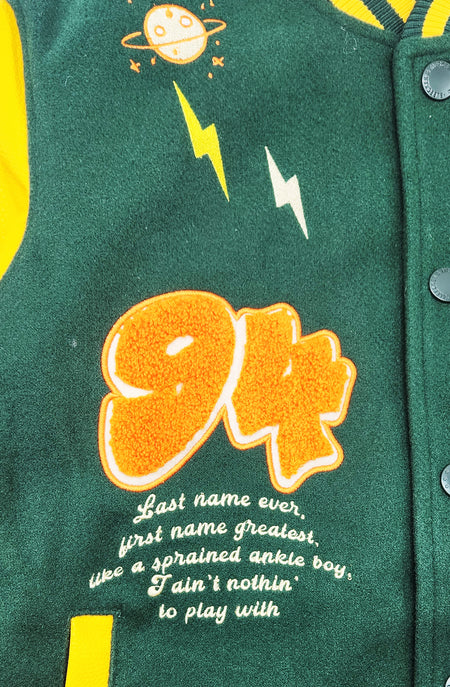 94
Last name ever,
first name greatest,
like a sprained ankle boy,
I ain't nothin'
to play with